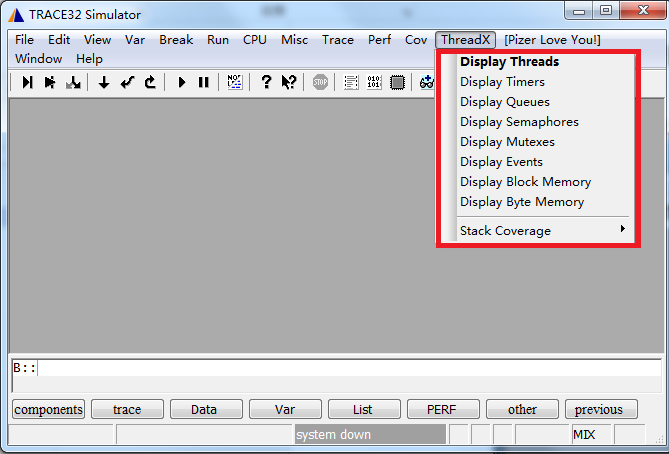 TRACE32 Simulator
File Edit View Var Break Run CPU Misc Trace Perf Cov ThreadX [Pizer Love You!]
Window Help
STOP
Display Threads
Display Timers
Display Queues
Display Semaphores
Display Mutexes
Display Events
Display Block Memory
Display Byte Memory
Stack Coverage
B::
components trace Data Var List PERF other previous
system down MIX